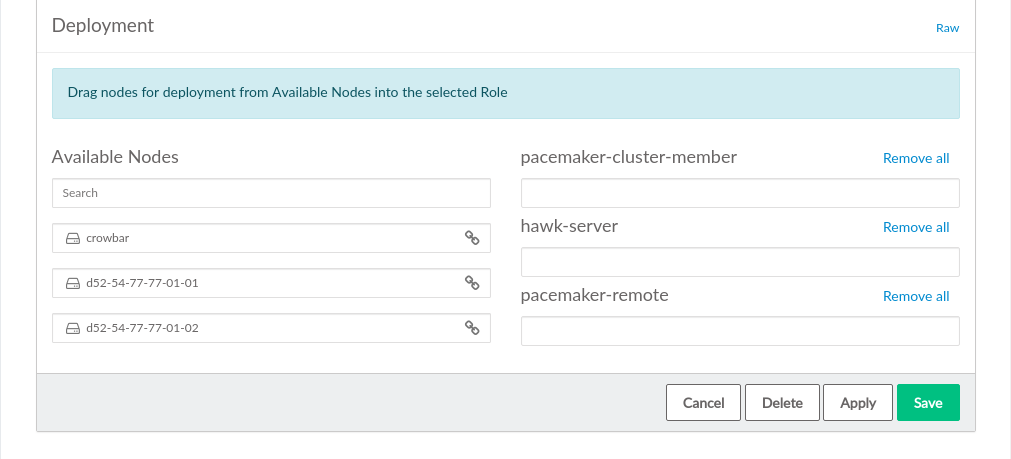 Deployment
Raw
Drag nodes for deployment from Available Nodes into the selected Role
Available Nodes
Search
crowbar
d52-54-77-77-01-01
d52-54-77-77-01-02
pacemaker-cluster-member
Remove all
hawk-server
Remove all
pacemaker-remote
Remove all
Cancel
Delete
Apply
Save